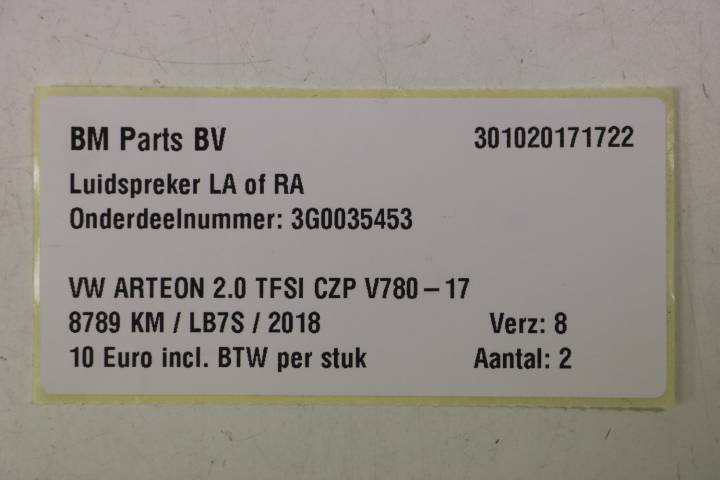 BM Parts BV 301020171722
Luidspreker LA of RA
Onderdeelnummer: 3G0035453
VW ARTEON 2.0 TFSI CZP V780 – 17
8789 KM / LB7S / 2018 Verz: 8
10 Euro incl. BTW per stuk Aantal: 2